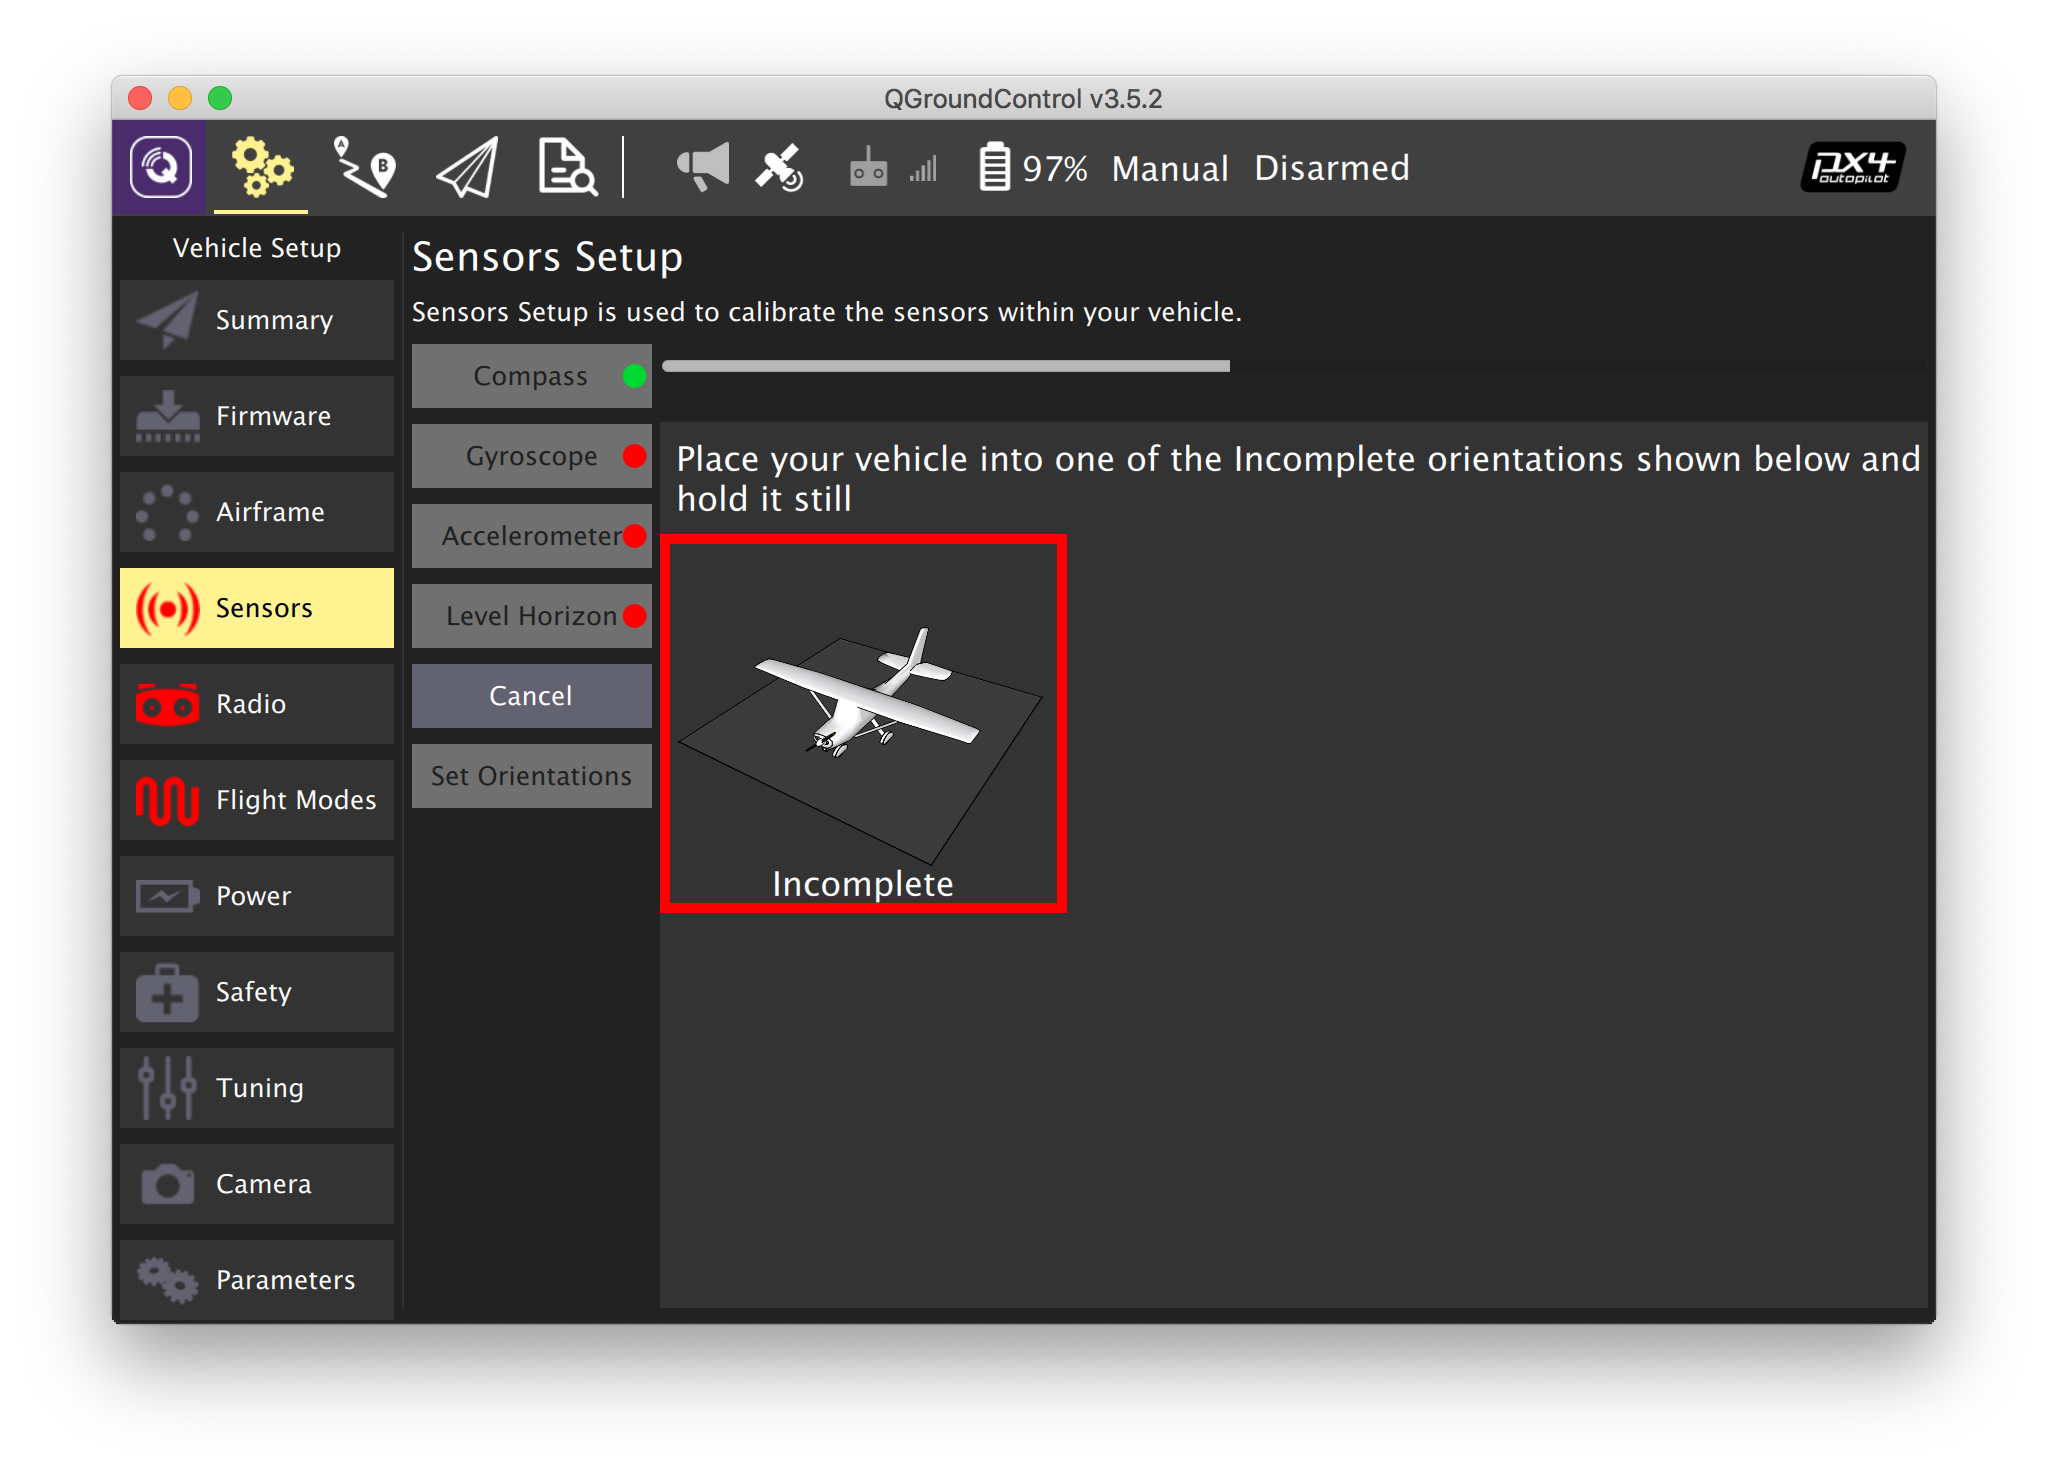 QGroundControl v3.5.2
A
B
97% Manual Disarmed
px4
autopilot
Vehicle Setup
Summary
Firmware
Airframe
Sensors
Radio
Flight Modes
Power
Safety
Tuning
Camera
Parameters
Sensors Setup
Sensors Setup is used to calibrate the sensors within your vehicle.
Compass
Gyroscope
Accelerometer
Level Horizon
Cancel
Set Orientations
Place your vehicle into one of the Incomplete orientations shown below and
hold it still
Incomplete